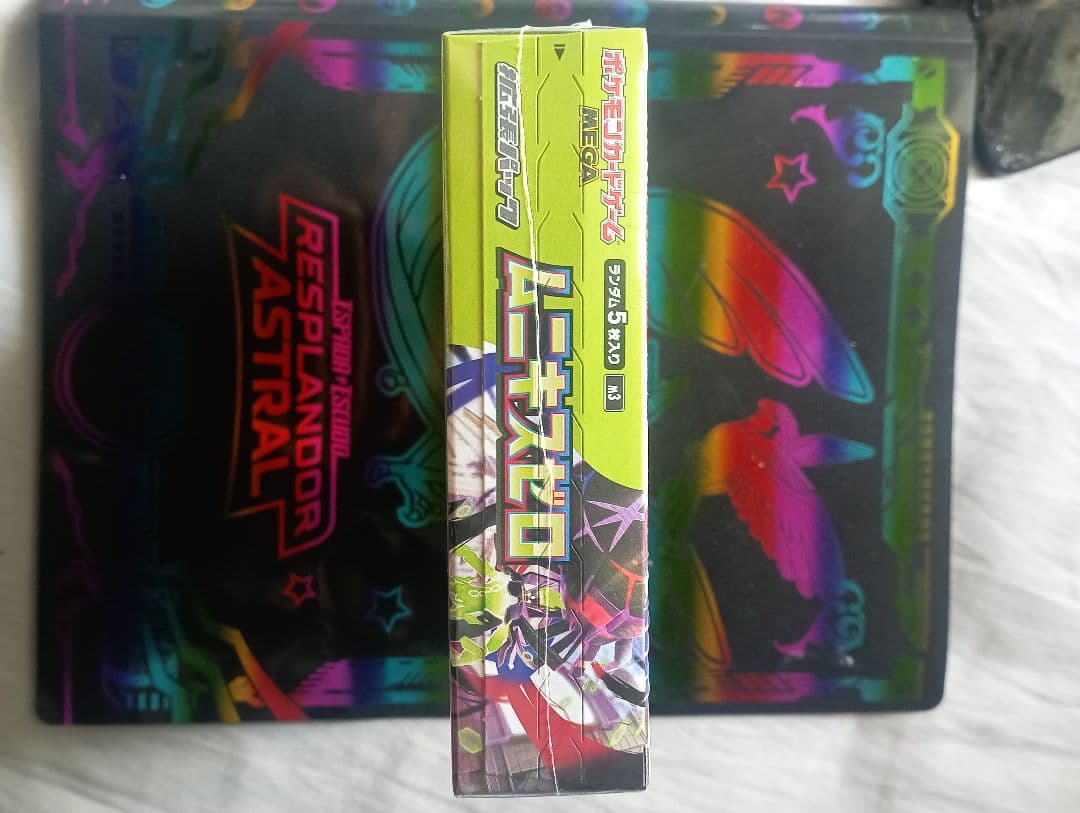 ポケモンカードゲーム
MEGA
拡張パック
ランダム5枚入り
M3
ムニキスゼロ
ESPADA Y ESCUDO
RESPLANDOR
ASTRAL